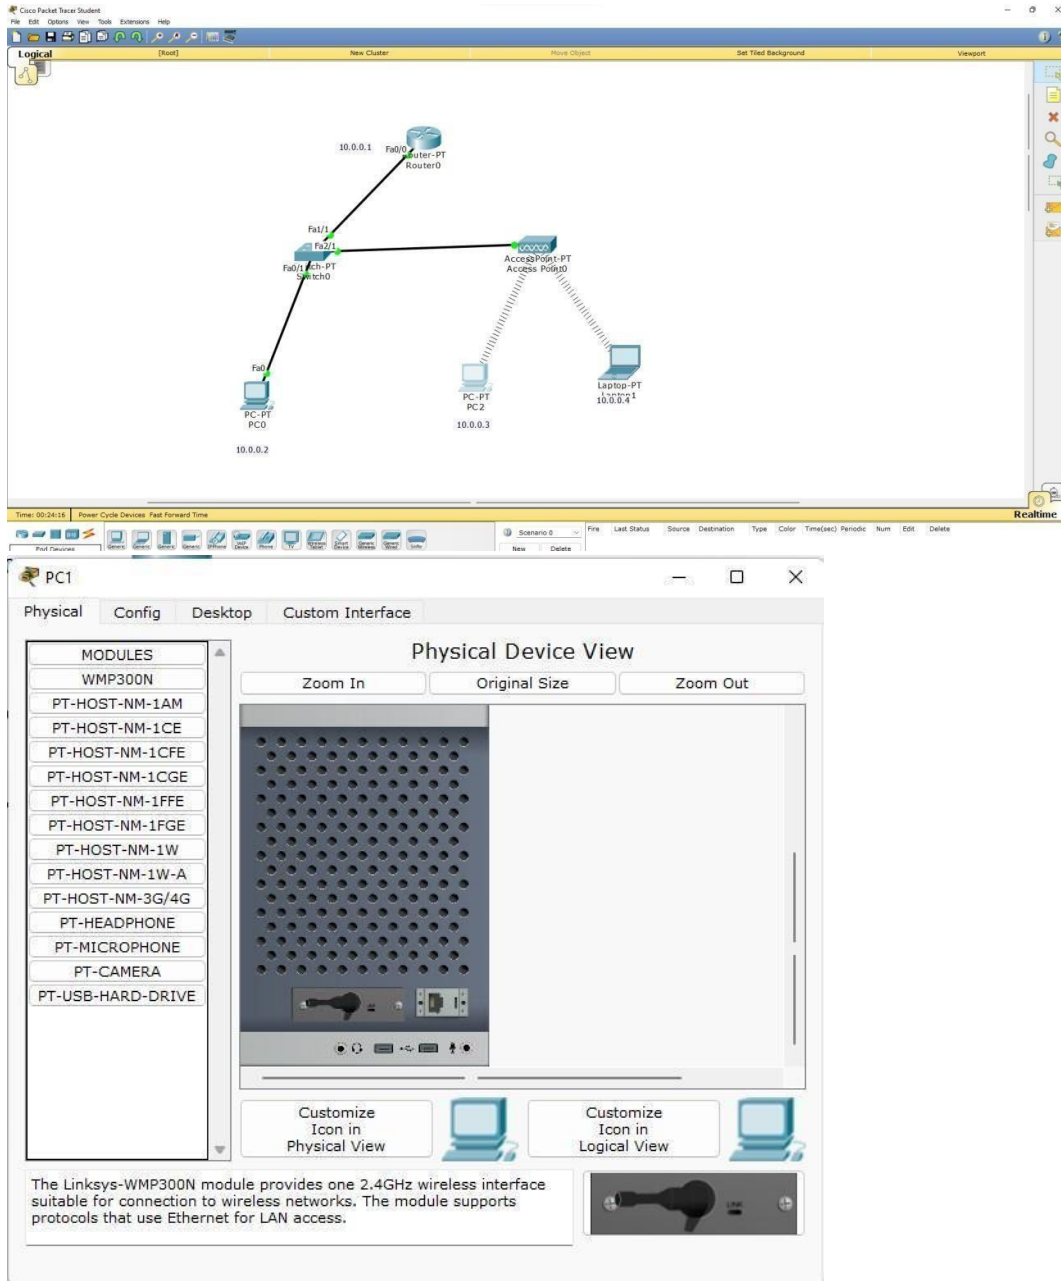 Cisco Packet Tracer Student
File Edit Options View Tools Extensions Help
Logical [Root] New Cluster Move Object Set Tiled Background Viewport
10.0.0.1 Fa0/0
Router0
Fa1/1
Fa2/1
Fa0/1
AccessPoint-PT
Access Point0
Fa0
PC-PT
PC0
10.0.0.2
PC-PT
PC2
10.0.0.3
Laptop-PT
10.0.0.4
Time: 00:24:16 Power Cycle Devices Fast Forward Time Realtime
Scenario 0 Fire Last Status Source Destination Type Color Time(sec) Periodic Num Edit Delete
New Delete
PC1
Physical Config Desktop Custom Interface
MODULES
WMP300N
PT-HOST-NM-1AM
PT-HOST-NM-1CE
PT-HOST-NM-1CFE
PT-HOST-NM-1CGE
PT-HOST-NM-1FFE
PT-HOST-NM-1FGE
PT-HOST-NM-1W
PT-HOST-NM-1W-A
PT-HOST-NM-3G/4G
PT-HEADPHONE
PT-MICROPHONE
PT-CAMERA
PT-USB-HARD-DRIVE
Physical Device View
Zoom In Original Size Zoom Out
Customize
Icon in
Physical View
Customize
Icon in
Logical View
The Linksys-WMP300N module provides one 2.4GHz wireless interface
suitable for connection to wireless networks. The module supports
protocols that use Ethernet for LAN access.
LINK